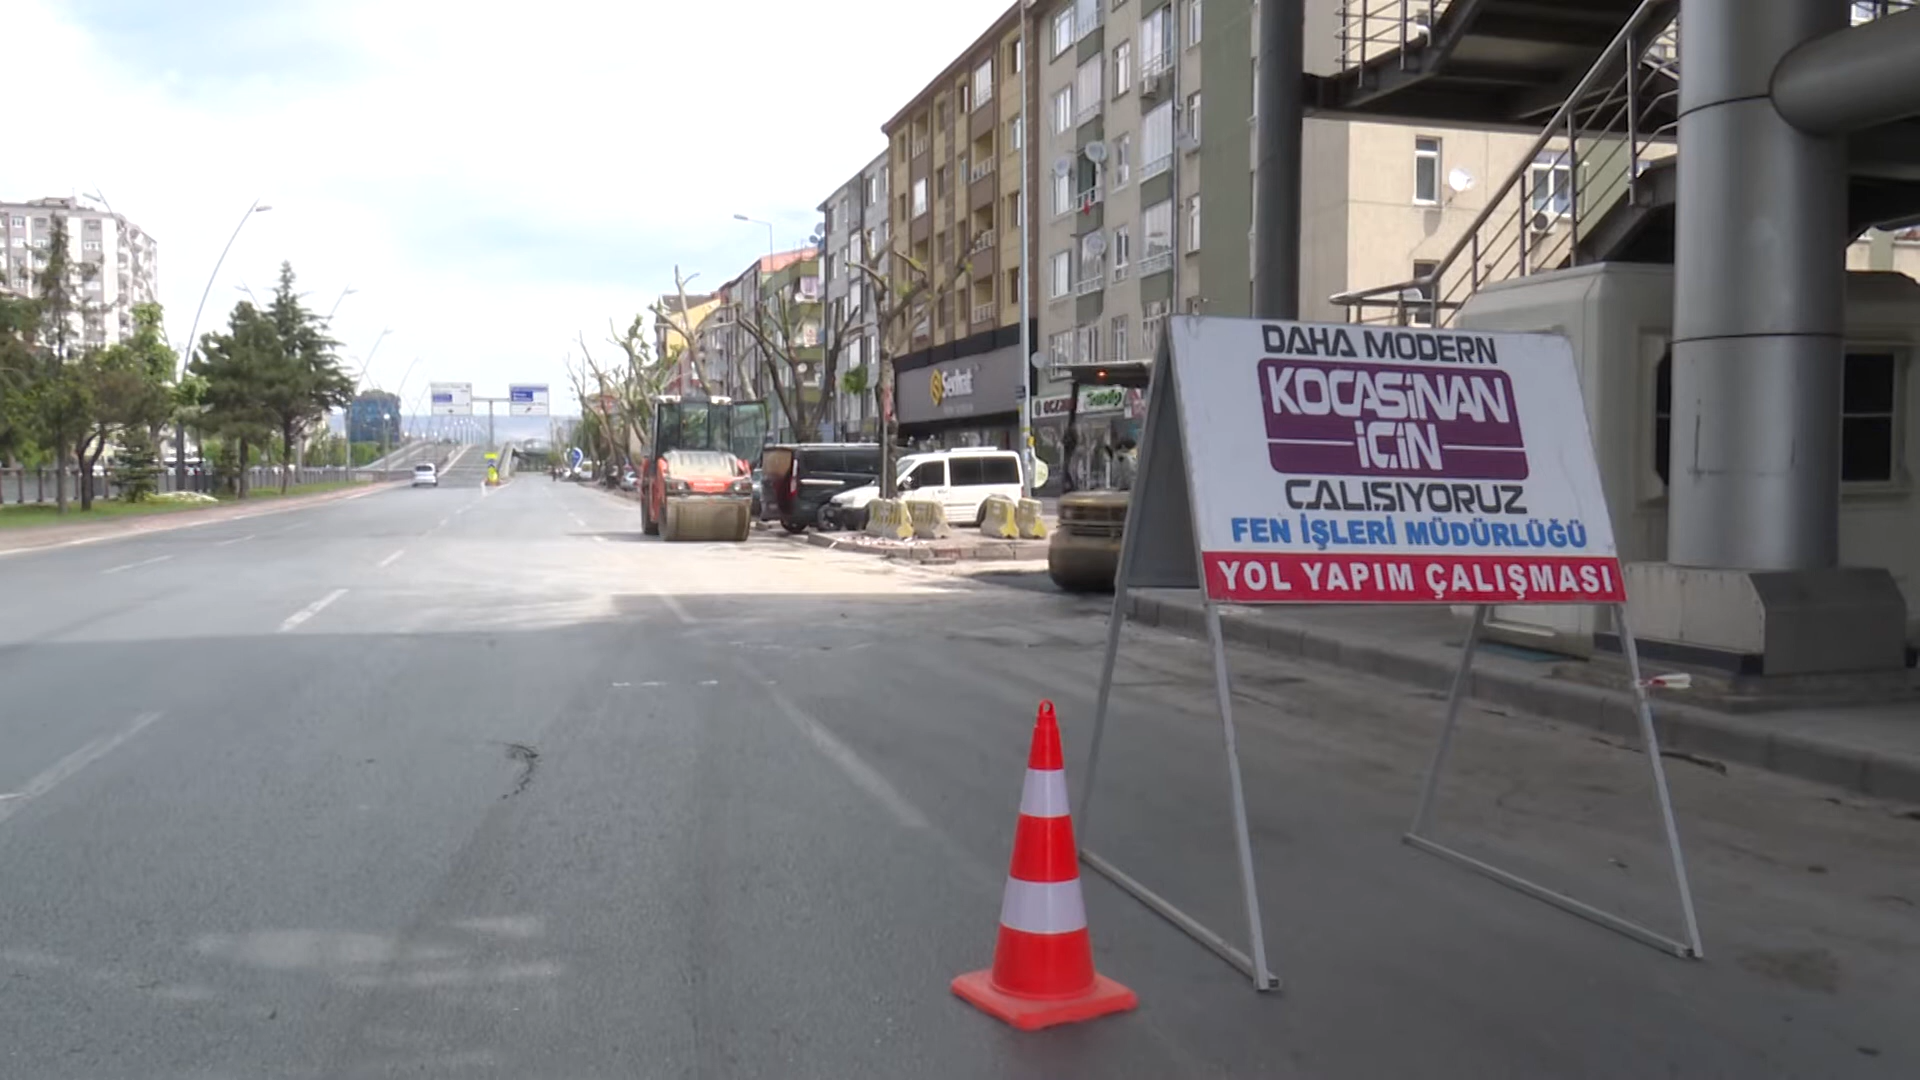 DAHA MODERN
KOCASİNAN
İÇİN
ÇALIŞIYORUZ
FEN İŞLERİ MÜDÜRLÜĞÜ
YOL YAPIM ÇALIŞMASI